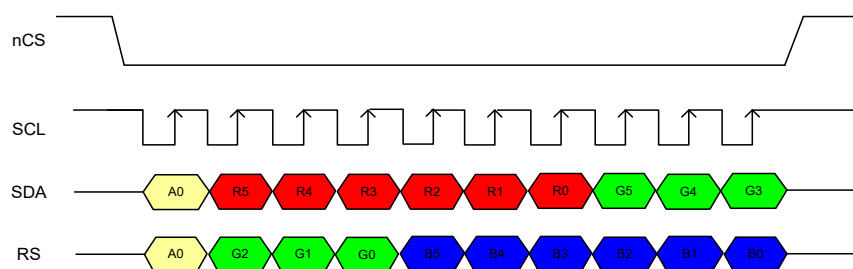 nCS
SCL
SDA A0 R5 R4 R3 R2 R1 R0 G5 G4 G3
RS A0 G2 G1 G0 B5 B4 B3 B2 B1 B0